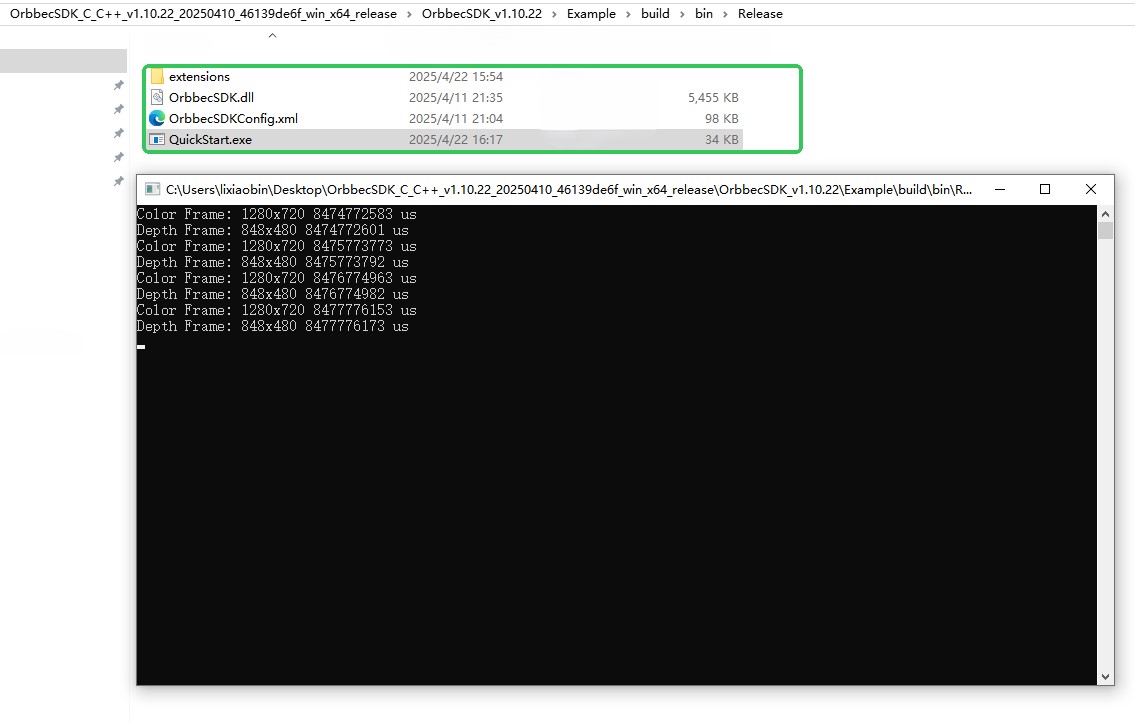 OrbbecSDK_C_C++_v1.10.22_20250410_46139de6f_win_x64_release › OrbbecSDK_v1.10.22 › Example › build › bin › Release
extensions 2025/4/22 15:54
OrbbecSDK.dll 2025/4/11 21:35 5,455 KB
OrbbecSDKConfig.xml 2025/4/11 21:04 98 KB
QuickStart.exe 2025/4/22 16:17 34 KB
C:\Users\lixiaobin\Desktop\OrbbecSDK_C_C++_v1.10.22_20250410_46139de6f_win_x64_release\OrbbecSDK_v1.10.22\Example\build\bin\R...
Color Frame: 1280x720 8474772583 us
Depth Frame: 848x480 8474772601 us
Color Frame: 1280x720 8475773773 us
Depth Frame: 848x480 8475773792 us
Color Frame: 1280x720 8476774963 us
Depth Frame: 848x480 8476774982 us
Color Frame: 1280x720 8477776153 us
Depth Frame: 848x480 8477776173 us